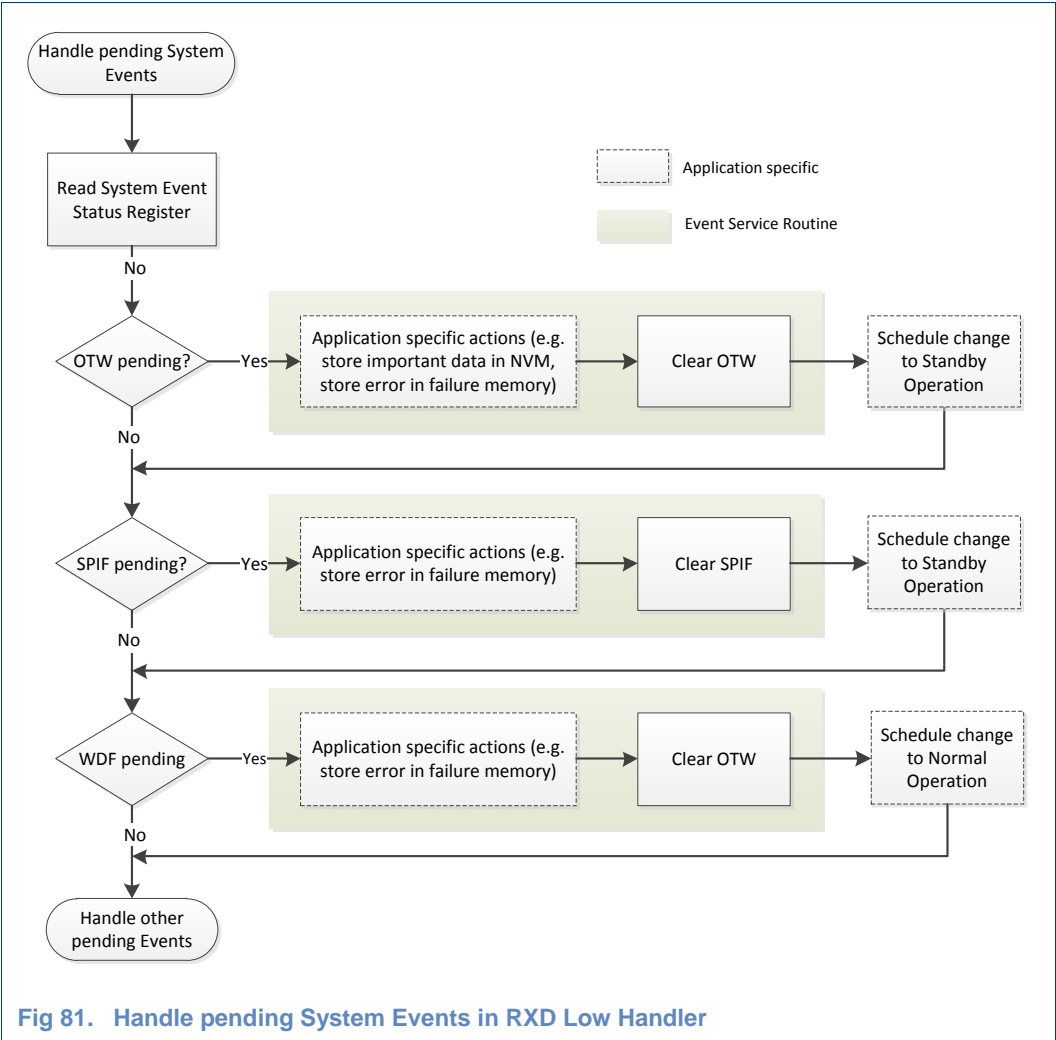 Handle pending System
Events
Application specific
Read System Event
Status Register
Event Service Routine
No
OTW pending?
Yes
Application specific actions (e.g.
store important data in NVM,
store error in failure memory)
Clear OTW
Schedule change
to Standby
Operation
No
SPIF pending?
Yes
Application specific actions (e.g.
store error in failure memory)
Clear SPIF
Schedule change
to Standby
Operation
No
WDF pending
Yes
Application specific actions (e.g.
store error in failure memory)
Clear OTW
Schedule change
to Normal
Operation
No
Handle other
pending Events
Fig 81. Handle pending System Events in RXD Low Handler